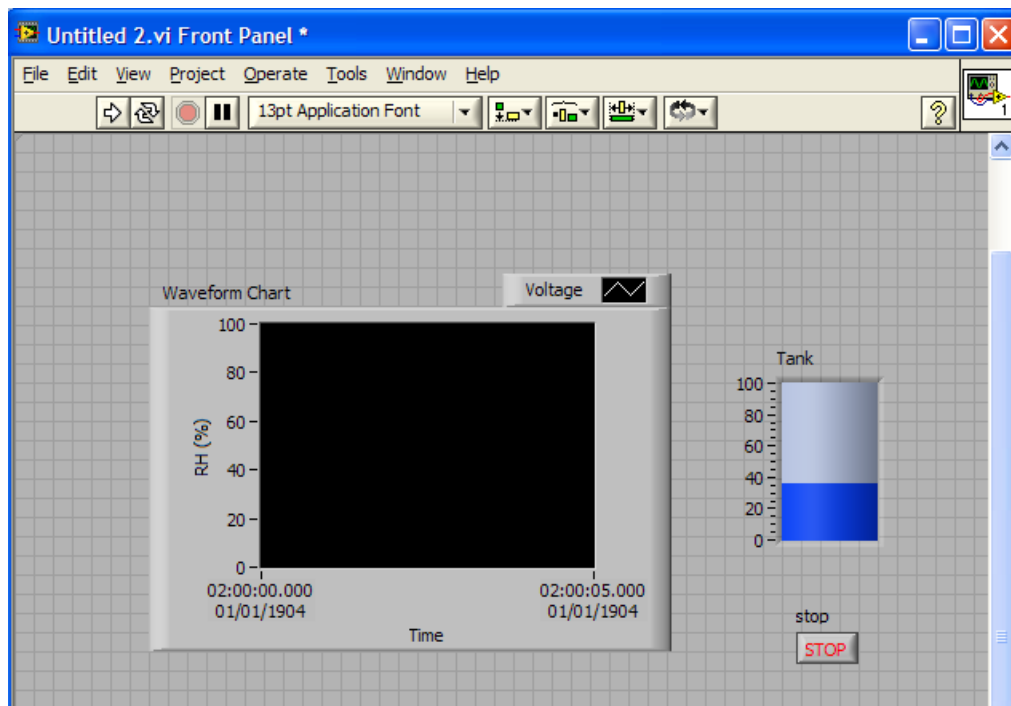 Untitled 2.vi Front Panel *
File Edit View Project Operate Tools Window Help
13pt Application Font
?
1
Waveform Chart
Voltage
100
80
60
40
20
0
RH (%)
02:00:00.000
01/01/1904
02:00:05.000
01/01/1904
Time
Tank
100
80
60
40
20
0
stop
STOP